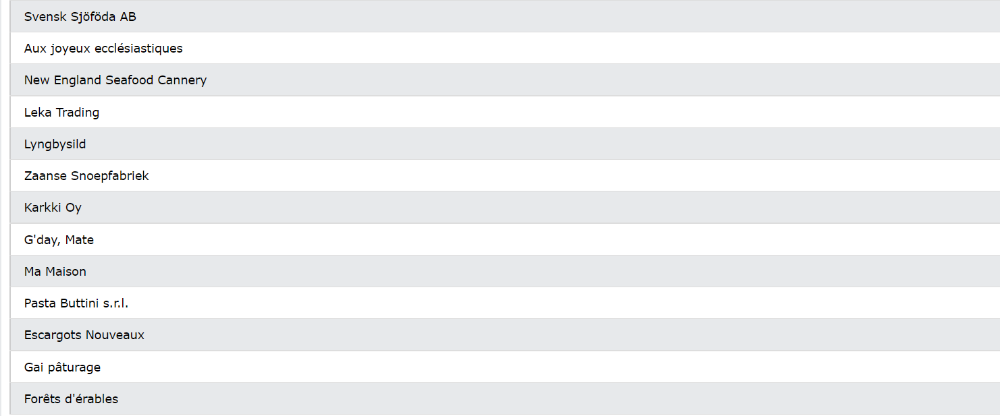 Svensk Sjöföda AB
Aux joyeux ecclésiastiques
New England Seafood Cannery
Leka Trading
Lyngbysild
Zaanse Snoepfabriek
Karkki Oy
G'day, Mate
Ma Maison
Pasta Buttini s.r.l.
Escargots Nouveaux
Gai pâturage
Forêts d'érables